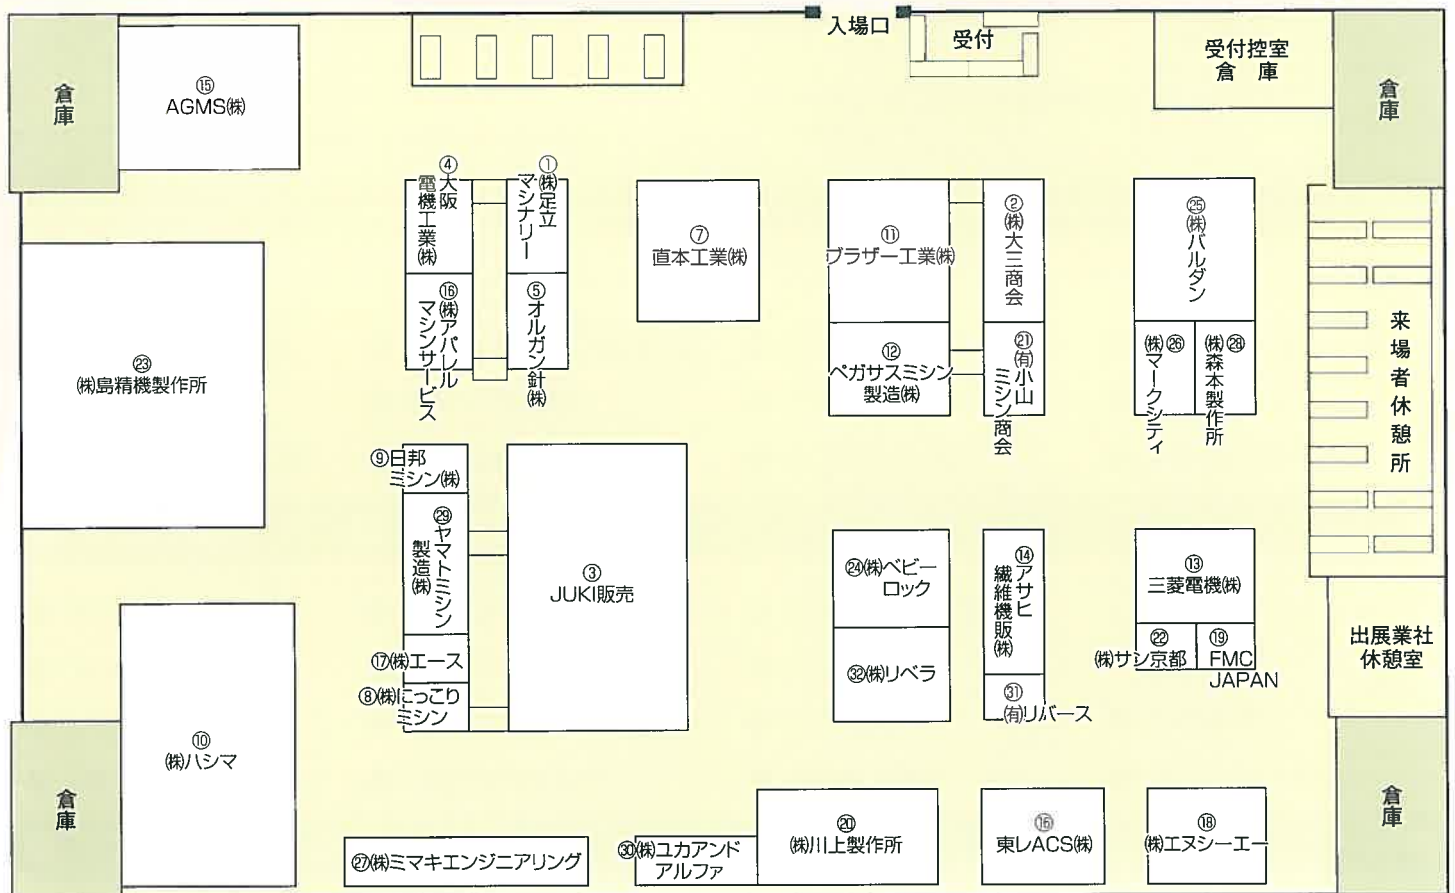 入場口
受付
受付控室
倉庫
倉庫
倉庫
⑮
AGMS㈱
④大阪
電機工業㈱
①㈱足立
マシナリー
⑦
直本工業㈱
⑪
ブラザー工業㈱
②㈱大三商会
㉕㈱バルダン
⑯㈱アパレル
マシンサービス
⑤オルガン針㈱
⑫
ペガサスミシン
製造㈱
㉑㈲小山
ミシン商会
㉖
㈱マークシティ
㉘
㈱森本製作所
来場者休憩所
㉓
㈱島精機製作所
⑨日邦
ミシン㈱
㉙ヤマトミシン
製造㈱
③
JUKI販売
⑰㈱エース
⑧㈱にっこり
ミシン
㉔㈱ベビー
ロック
⑭アサヒ
繊維機販㈱
⑬
三菱電機㈱
㉒
㈱サン京都
⑲
FMC
JAPAN
㉜㈱リベラ
㉛
㈲リバース
出展業社
休憩室
⑩
㈱ハシマ
倉庫
㉗㈱ミマキエンジニアリング
㉚㈱ユカアンド
アルファ
⑳
㈱川上製作所
⑯
東レACS㈱
⑱
㈱エヌシーエー
倉庫